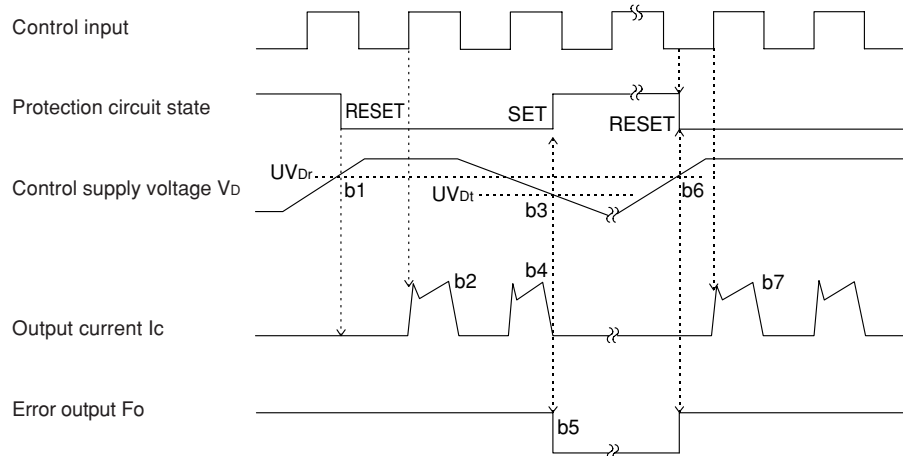 Control input
Protection circuit state
RESET
SET
RESET
Control supply voltage VD
UVDr
b1
UVDt
b3
b6
Output current Ic
b2
b4
b7
Error output Fo
b5